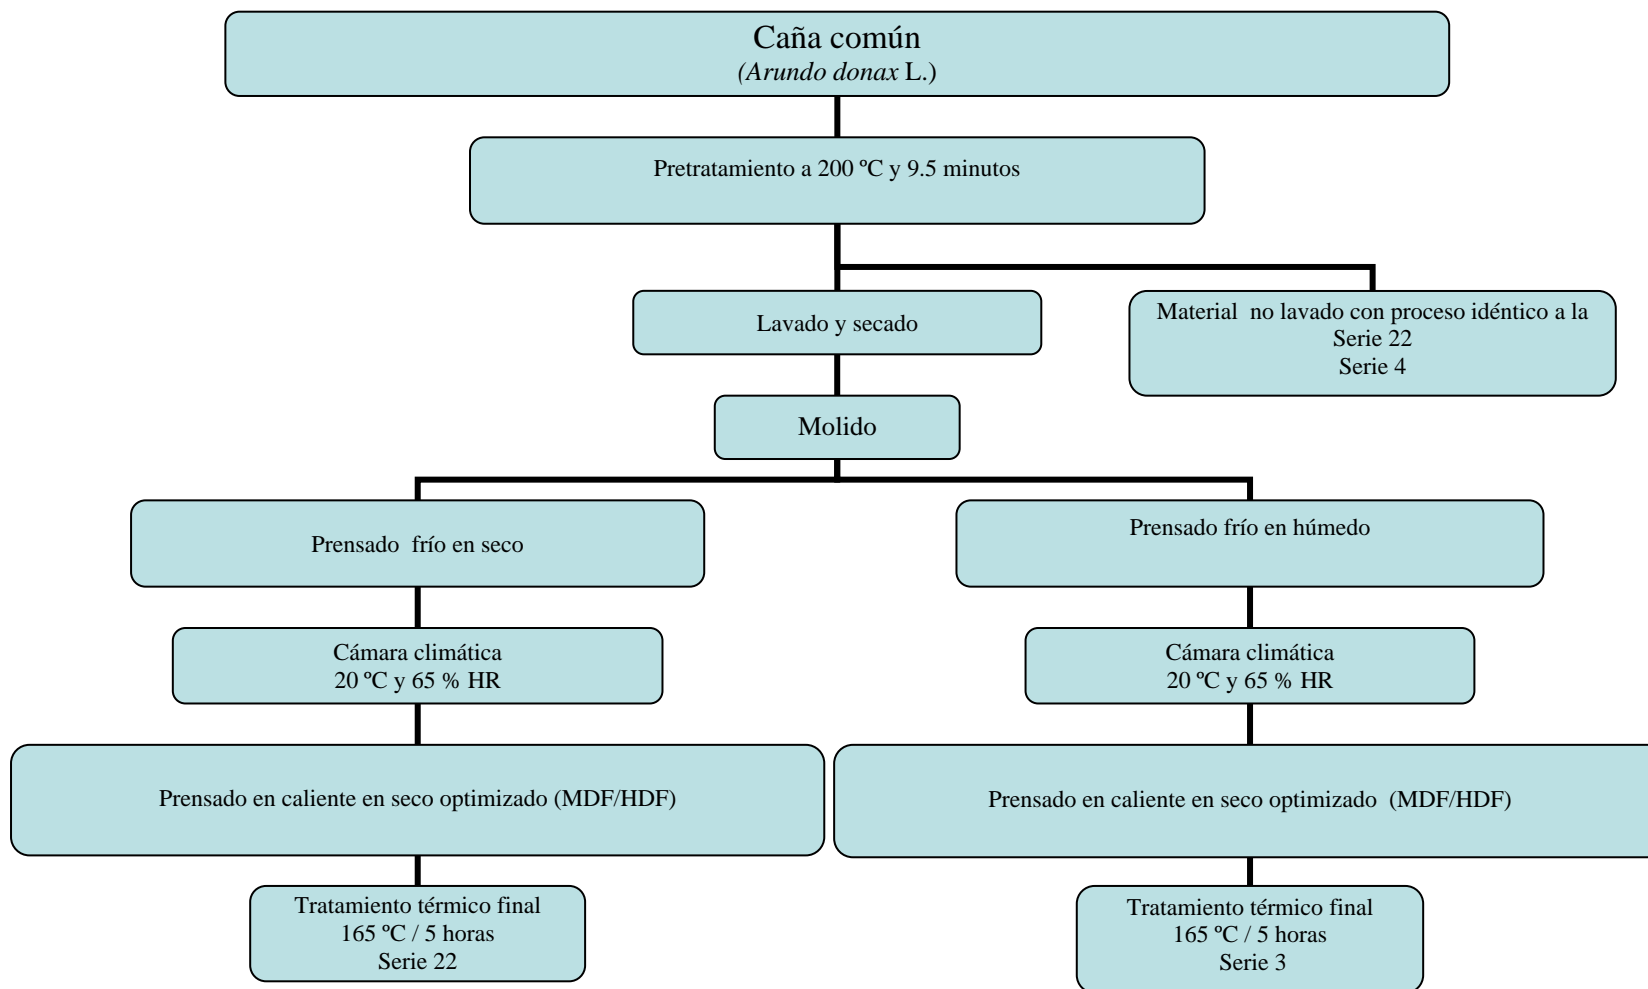 Caña común
(Arundo donax L.)
Pretratamiento a 200 ºC y 9.5 minutos
Lavado y secado
Material  no lavado con proceso idéntico a la
Serie 22
Serie 4
Molido
Prensado  frío en seco
Prensado frío en húmedo
Cámara climática
20 ºC y 65 % HR
Cámara climática
20 ºC y 65 % HR
Prensado en caliente en seco optimizado (MDF/HDF)
Prensado en caliente en seco optimizado  (MDF/HDF)
Tratamiento térmico final
165 ºC / 5 horas
Serie 22
Tratamiento térmico final
165 ºC / 5 horas
Serie 3